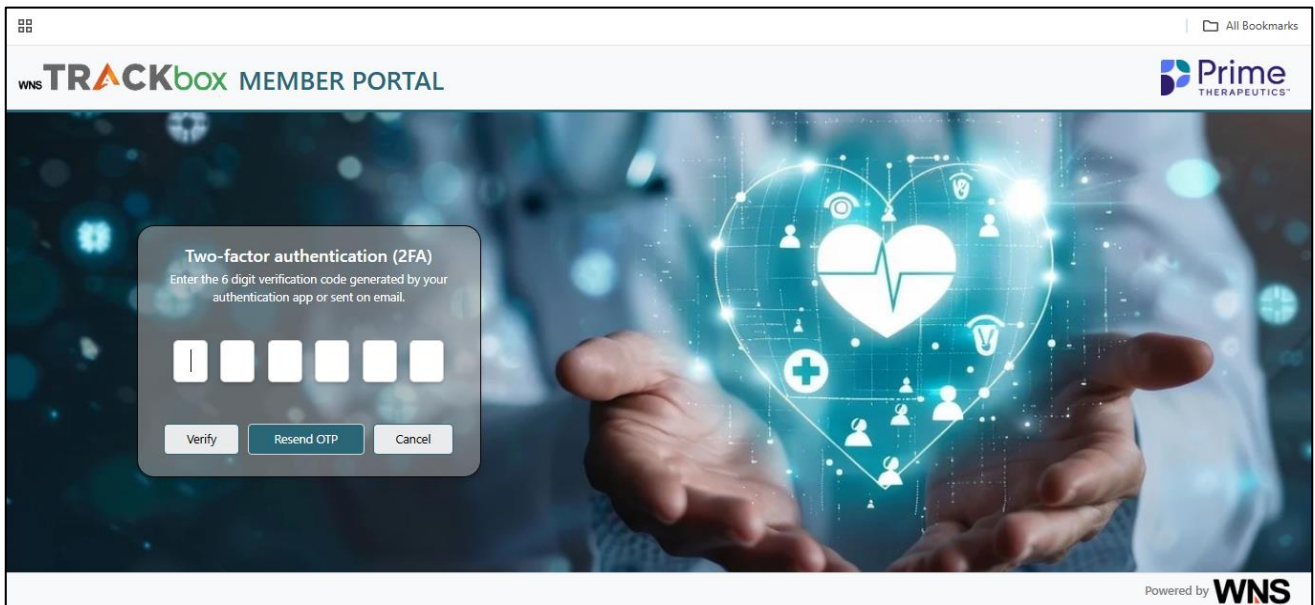 All Bookmarks
WNS TRACKbox MEMBER PORTAL
Prime
THERAPEUTICS
Two-factor authentication (2FA)
Enter the 6 digit verification code generated by your
authentication app or sent on email.
Verify Resend OTP Cancel
Powered by WNS